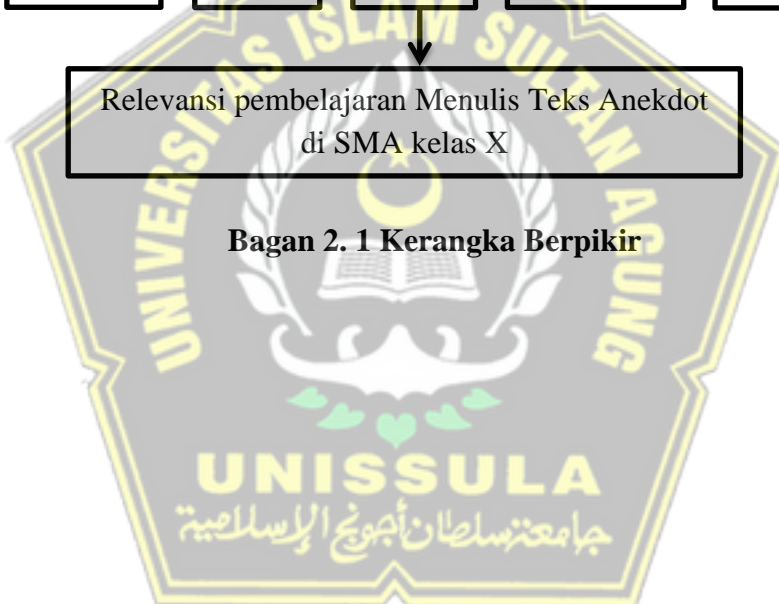 Relevansi pembelajaran Menulis Teks Anekdot
di SMA kelas X
Bagan 2. 1 Kerangka Berpikir
UNIVERSITAS ISLAM SULTAN AGUNG
UNISSULA
جامعة سلطان أجونج الإسلامية